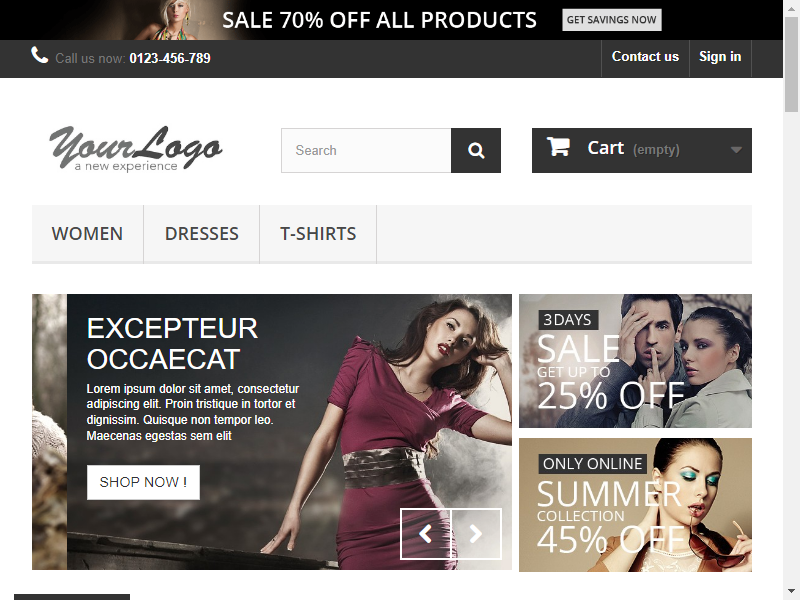 SALE 70% OFF ALL PRODUCTS GET SAVINGS NOW
Call us now: 0123-456-789 Contact us Sign in
YourLogo
a new experience
Search
Cart (empty)
WOMEN DRESSES T-SHIRTS
EXCEPTEUR
OCCAECAT
Lorem ipsum dolor sit amet, consectetur
adipiscing elit. Proin tristique in tortor et
dignissim. Quisque non tempor leo.
Maecenas egestas sem elit
SHOP NOW !
3DAYS
SALE
GET UP TO
25% OFF
ONLY ONLINE
SUMMER
COLLECTION
45% OFF